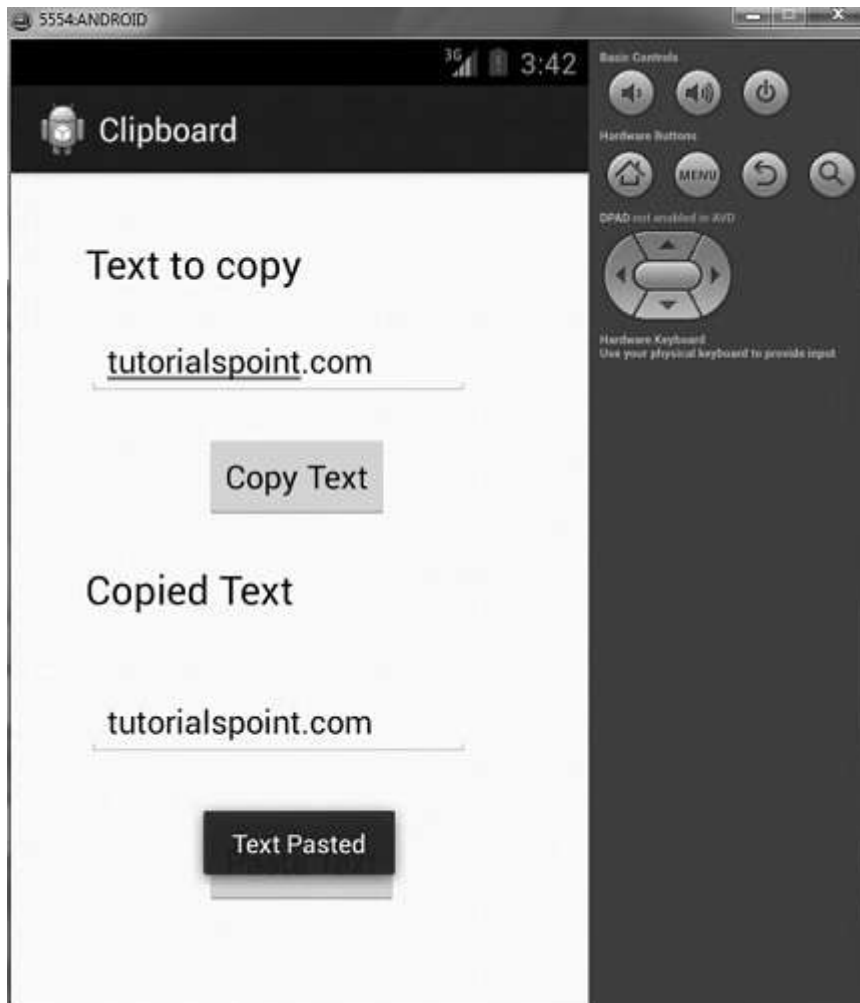 5554:ANDROID
3G 3:42
Clipboard
Text to copy
tutorialspoint.com
Copy Text
Copied Text
tutorialspoint.com
Text Pasted
Basic Controls
Hardware Buttons
MENU
DPAD not enabled in AVD
Hardware Keyboard
Use your physical keyboard to provide input